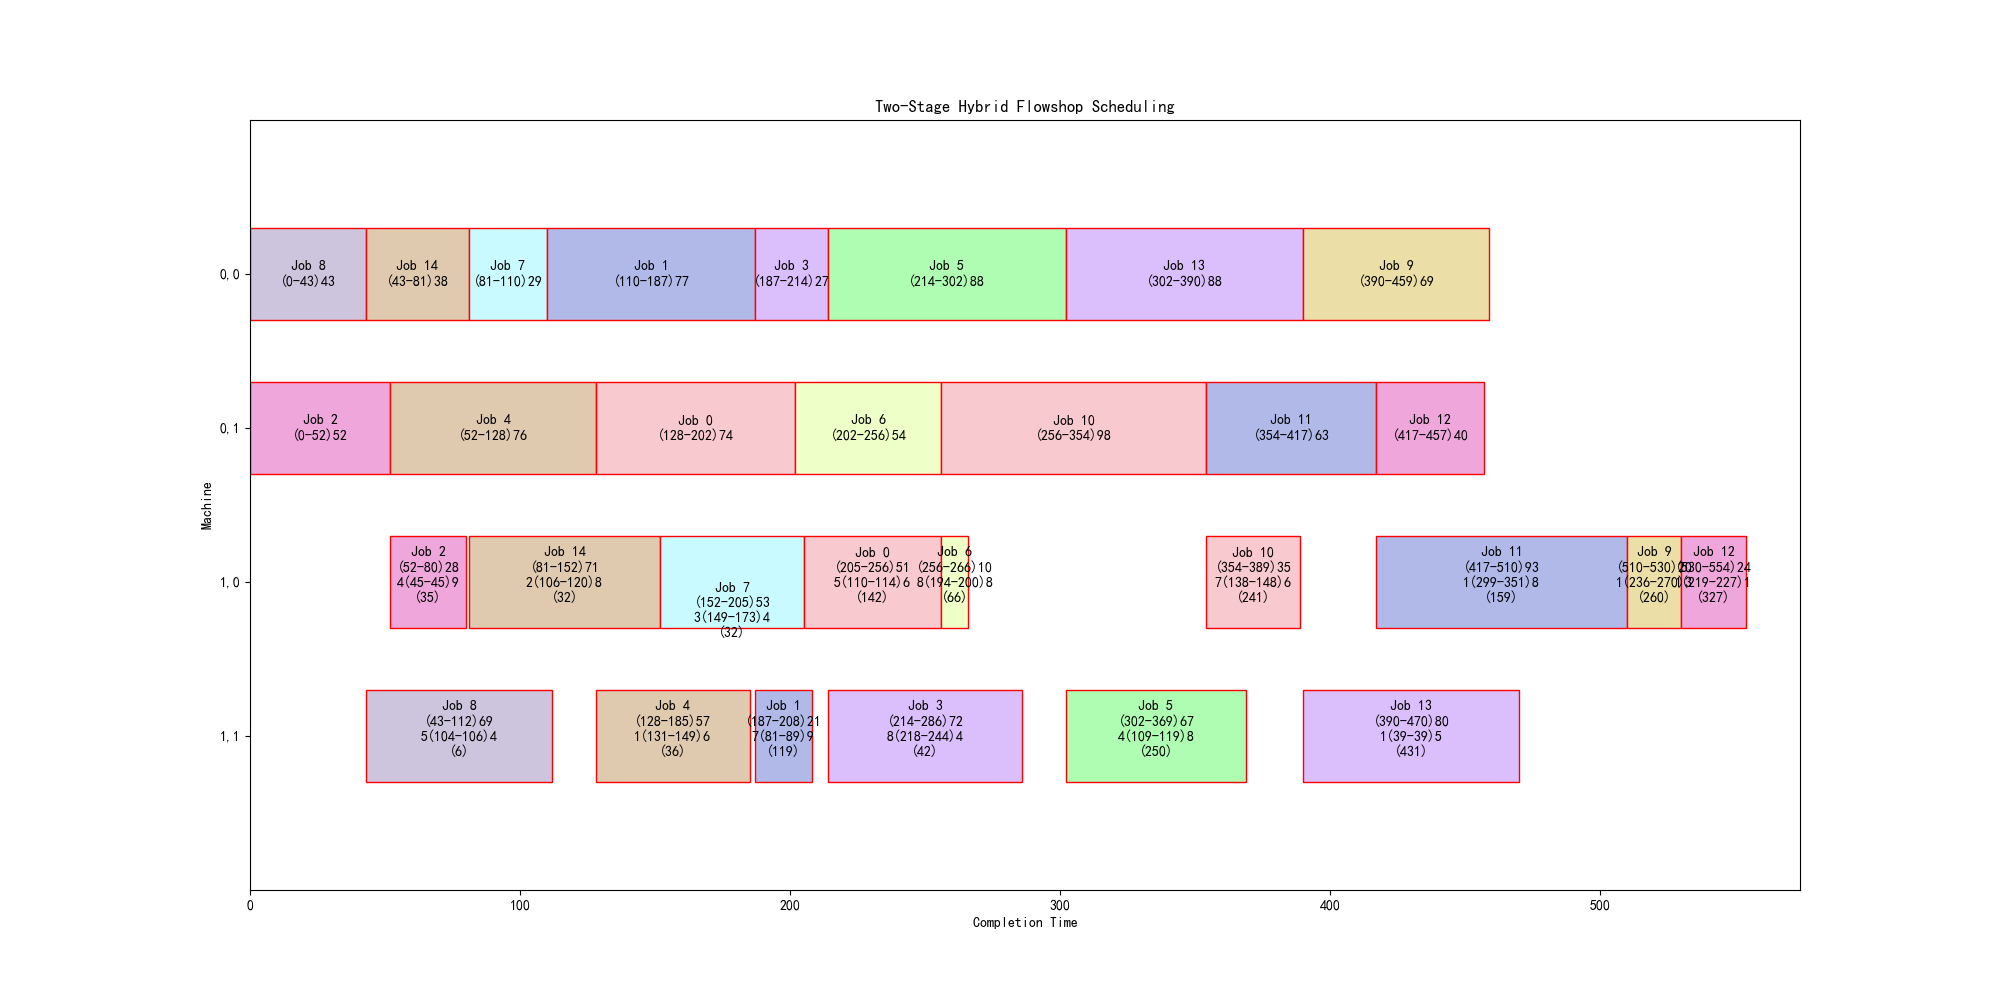 Two-Stage Hybrid Flowshop Scheduling
Machine
0,0
Job 8
(0-43)43
Job 14
(43-81)38
Job 7
(81-110)29
Job 1
(110-187)77
Job 3
(187-214)27
Job 5
(214-302)88
Job 13
(302-390)88
Job 9
(390-459)69
0,1
Job 2
(0-52)52
Job 4
(52-128)76
Job 0
(128-202)74
Job 6
(202-256)54
Job 10
(256-354)98
Job 11
(354-417)63
Job 12
(417-457)40
1,0
Job 2
(52-80)28
4(45-45)9
(35)
Job 14
(81-152)71
2(106-120)8
(32)
Job 7
(152-205)53
3(149-173)4
(32)
Job 0
(205-256)51
5(110-114)6
(142)
Job 6
(256-266)10
8(194-200)8
(66)
Job 10
(354-389)35
7(138-148)6
(241)
Job 11
(417-510)93
1(299-351)8
(159)
Job 9
(510-530)20
(260)
Job 12
(530-554)24
(327)
1,1
Job 8
(43-112)69
5(104-106)4
(6)
Job 4
(128-185)57
1(131-149)6
(36)
Job 1
(187-208)21
7(81-89)9
(119)
Job 3
(214-286)72
8(218-244)4
(42)
Job 5
(302-369)67
4(109-119)8
(250)
Job 13
(390-470)80
1(39-39)5
(431)
0
100
200
300
400
500
Completion Time